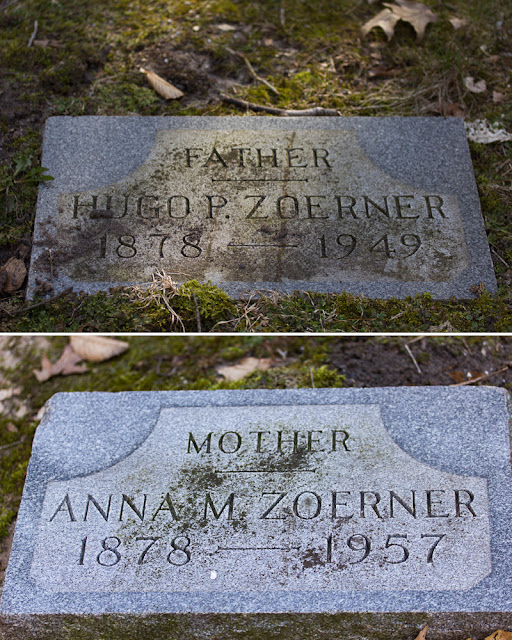 FATHER
HUGO P. ZOERNER
1878 — 1949
MOTHER
ANNA M. ZOERNER
1878 — 1957